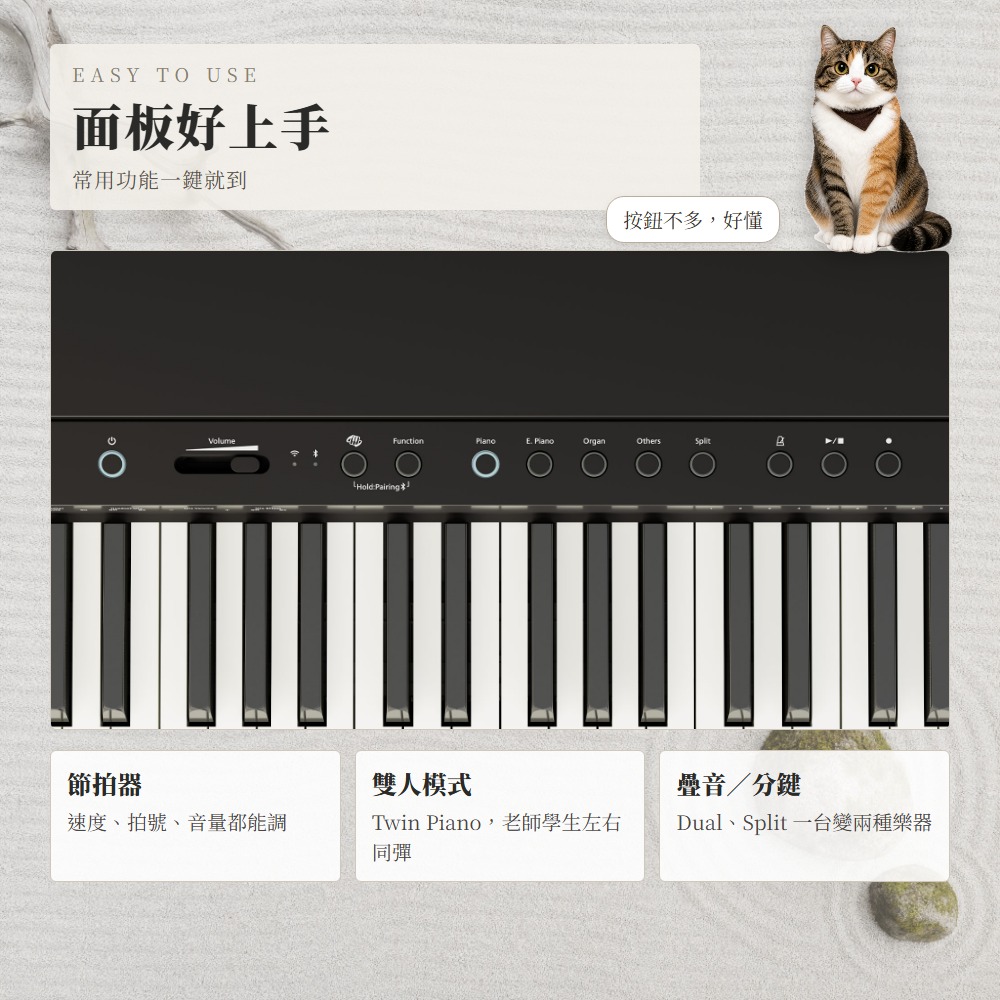 EASY TO USE
面板好上手
常用功能一鍵就到
按鈕不多，好懂
Volume
Function
Piano
E. Piano
Organ
Others
Split
Hold:Pairing
節拍器
速度、拍號、音量都能調
雙人模式
Twin Piano，老師學生左右
同彈
疊音／分鍵
Dual、Split 一台變兩種樂器